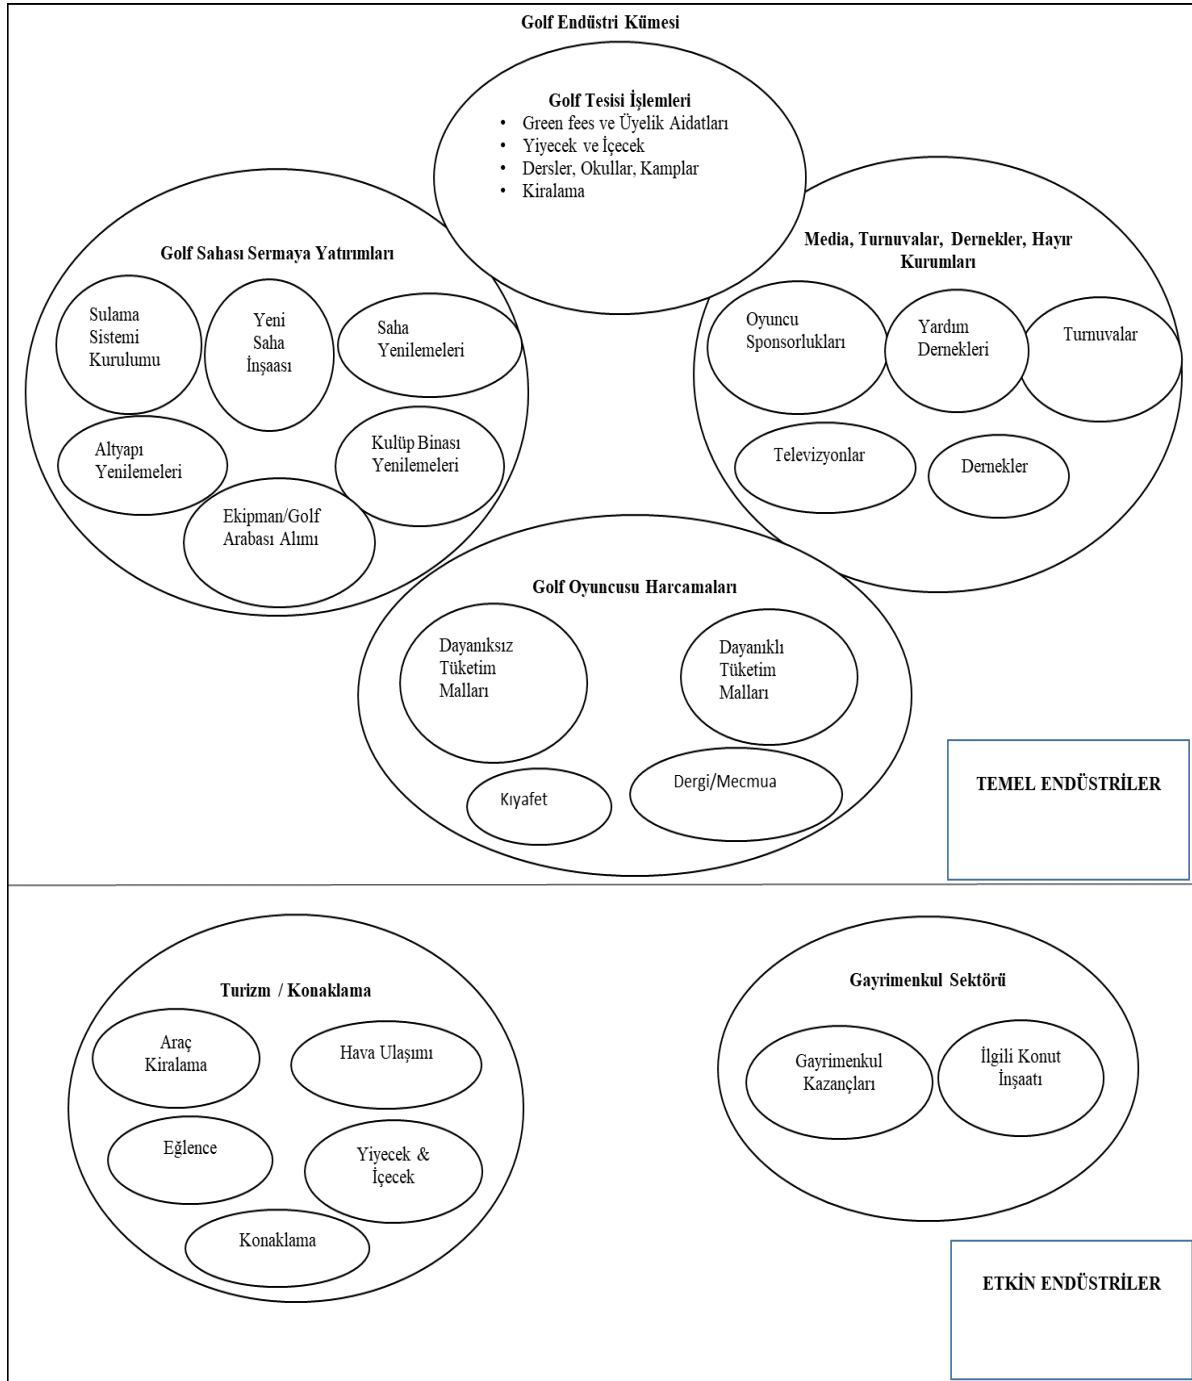 Golf Endüstri Kümesi
Golf Tesisi İşlemleri
• Green fees ve Üyelik Aidatları
• Yiyecek ve İçecek
• Dersler, Okullar, Kamplar
• Kiralama
Golf Sahası Sermaya Yatırımları
Sulama
Sistemi
Kurulumu
Yeni
Saha
İnşaası
Saha
Yenilemeleri
Altyapı
Yenilemeleri
Kulüp Binası
Yenilemeleri
Ekipman/Golf
Arabası Alımı
Media, Turnuvalar, Dernekler, Hayır
Kurumları
Oyuncu
Sponsorlukları
Yardım
Dernekleri
Turnuvalar
Televizyonlar
Dernekler
Golf Oyuncusu Harcamaları
Dayanıksız
Tüketim
Malları
Dayanıklı
Tüketim
Malları
Kıyafet
Dergi/Mecmua
TEMEL ENDÜSTRİLER
Turizm / Konaklama
Araç
Kiralama
Hava Ulaşımı
Eğlence
Yiyecek &
İçecek
Konaklama
Gayrimenkul Sektörü
Gayrimenkul
Kazançları
İlgili Konut
İnşaatı
ETKİN ENDÜSTRİLER